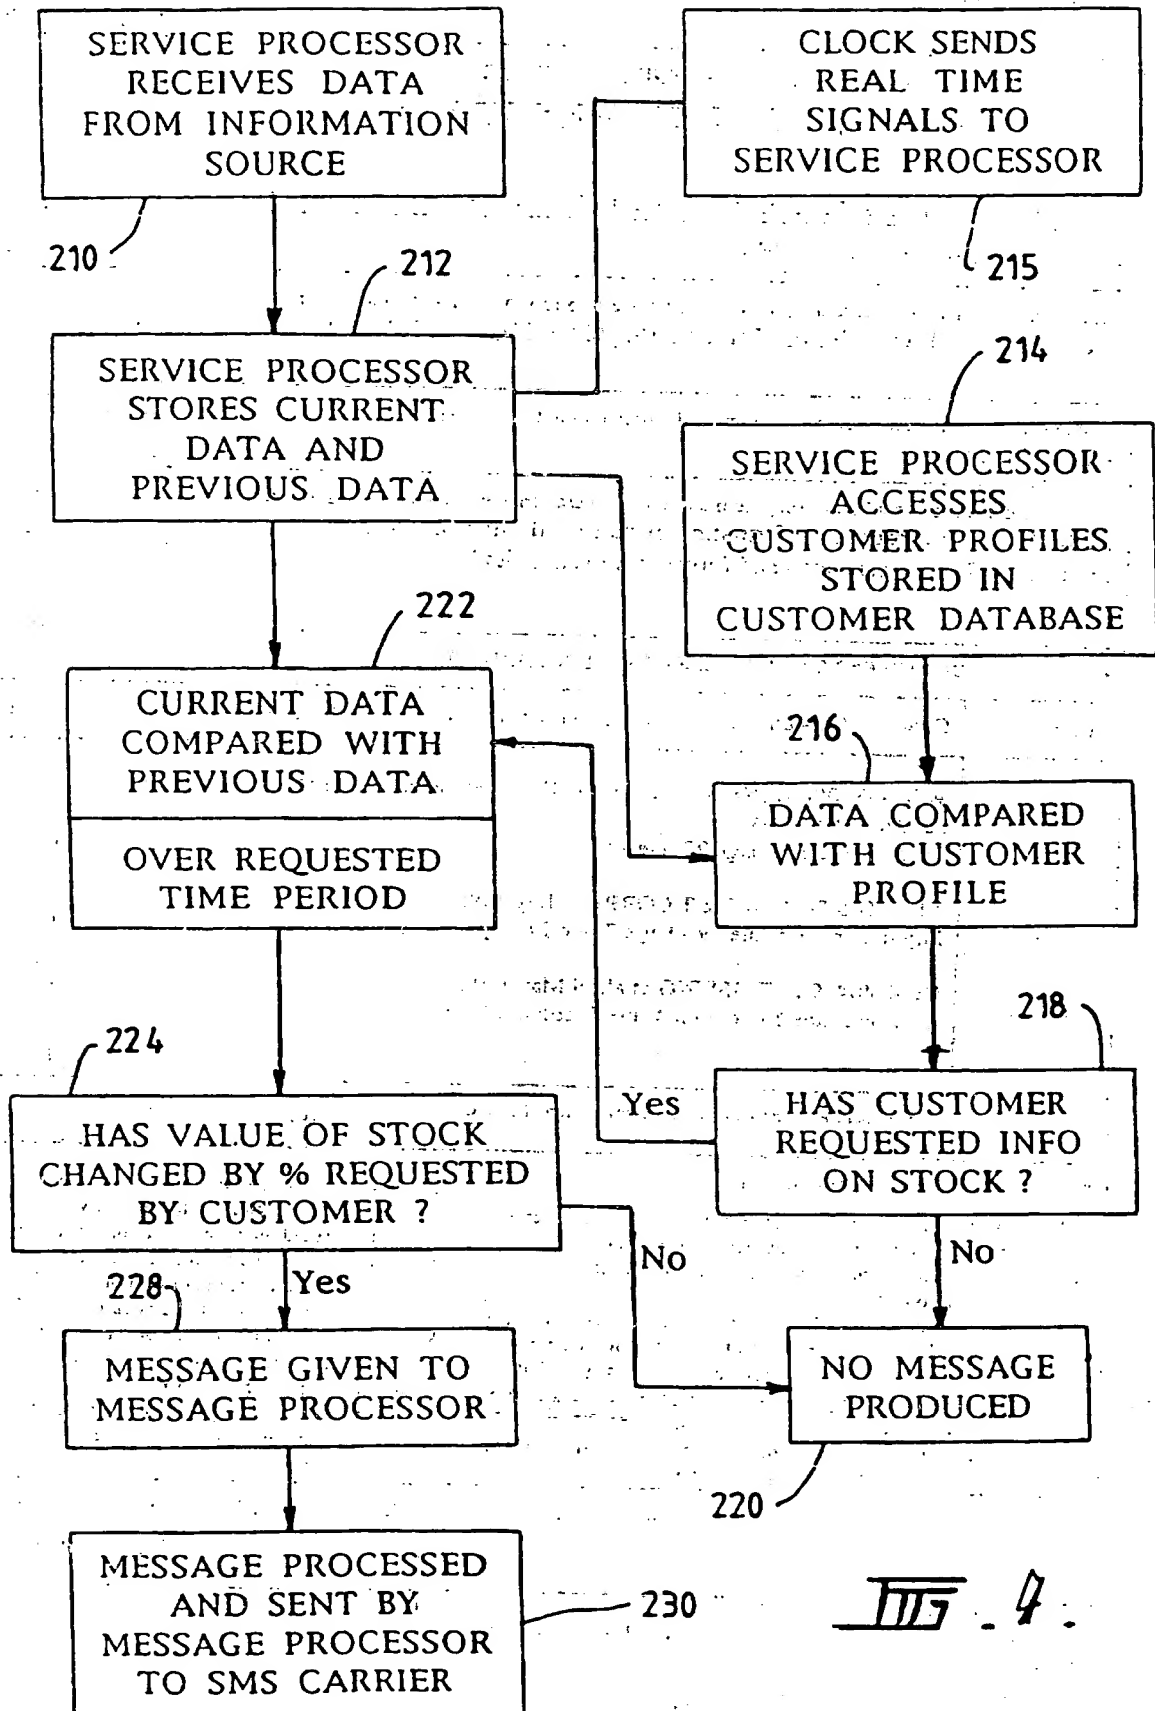 SERVICE PROCESSOR
RECEIVES DATA
FROM INFORMATION
SOURCE
210
CLOCK SENDS
REAL TIME
SIGNALS TO
SERVICE PROCESSOR
215
212
SERVICE PROCESSOR
STORES CURRENT
DATA AND
PREVIOUS DATA
214
SERVICE PROCESSOR
ACCESSES
CUSTOMER PROFILES
STORED IN
CUSTOMER DATABASE
222
CURRENT DATA
COMPARED WITH
PREVIOUS DATA
OVER REQUESTED
TIME PERIOD
216
DATA COMPARED
WITH CUSTOMER
PROFILE
218
HAS CUSTOMER
REQUESTED INFO
ON STOCK ?
Yes
No
224
HAS VALUE OF STOCK
CHANGED BY % REQUESTED
BY CUSTOMER ?
Yes
No
228
MESSAGE GIVEN TO
MESSAGE PROCESSOR
NO MESSAGE
PRODUCED
220
MESSAGE PROCESSED
AND SENT BY
MESSAGE PROCESSOR
TO SMS CARRIER
230
FIG. 4.